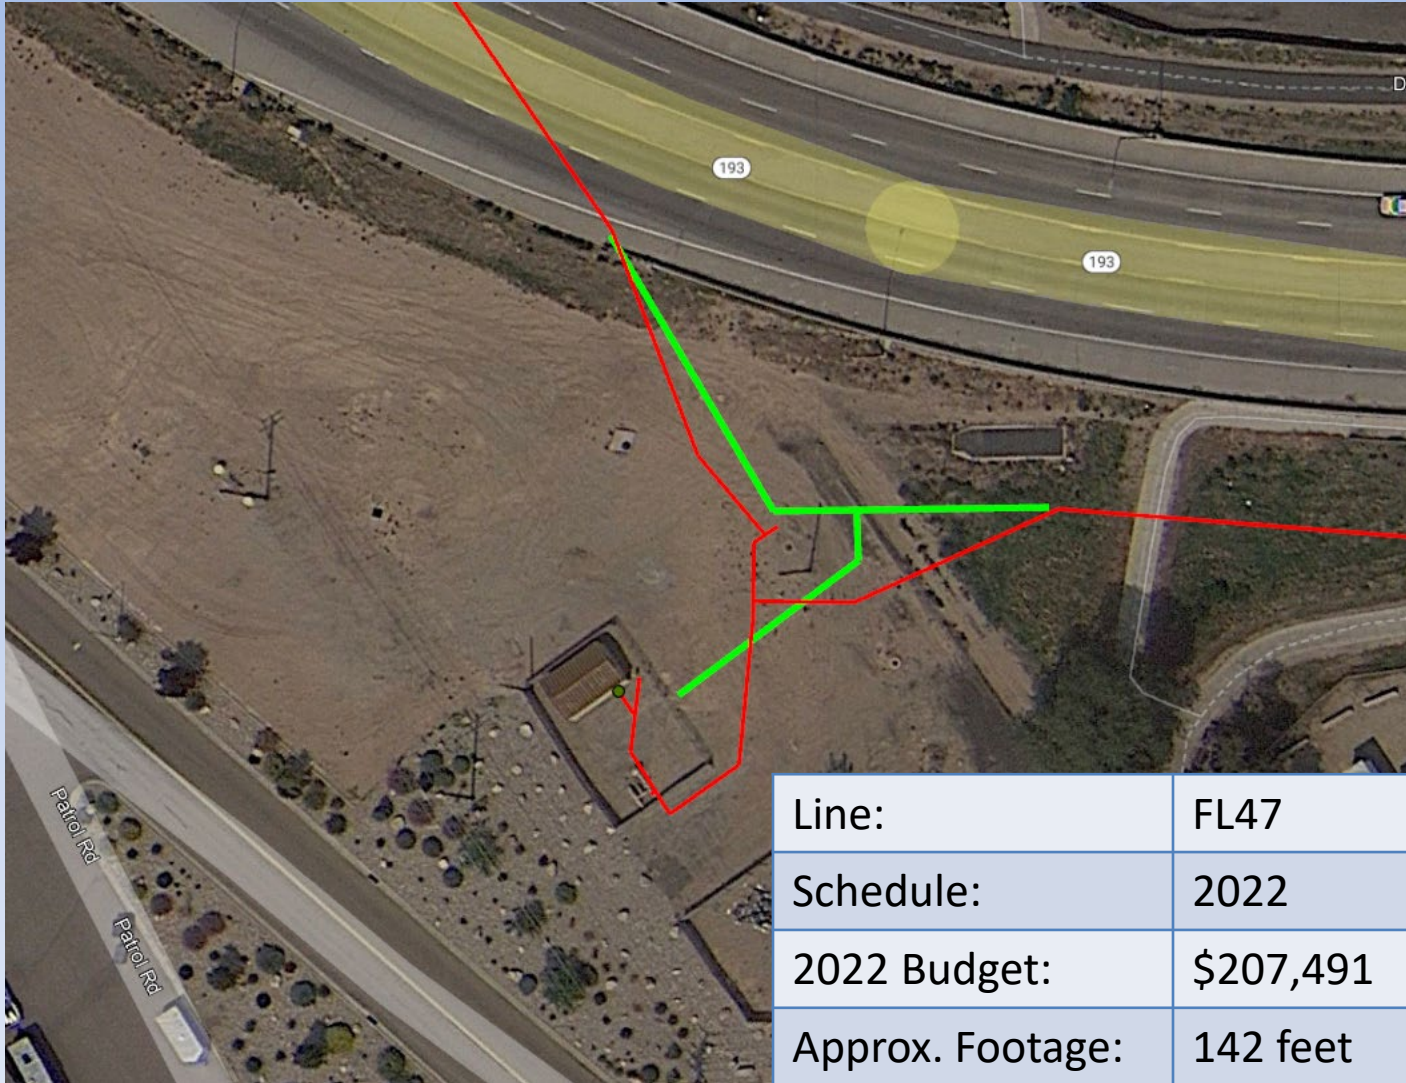 D
193
193
Patrol Rd
Patrol Rd
Line: FL47
Schedule: 2022
2022 Budget: $207,491
Approx. Footage: 142 feet